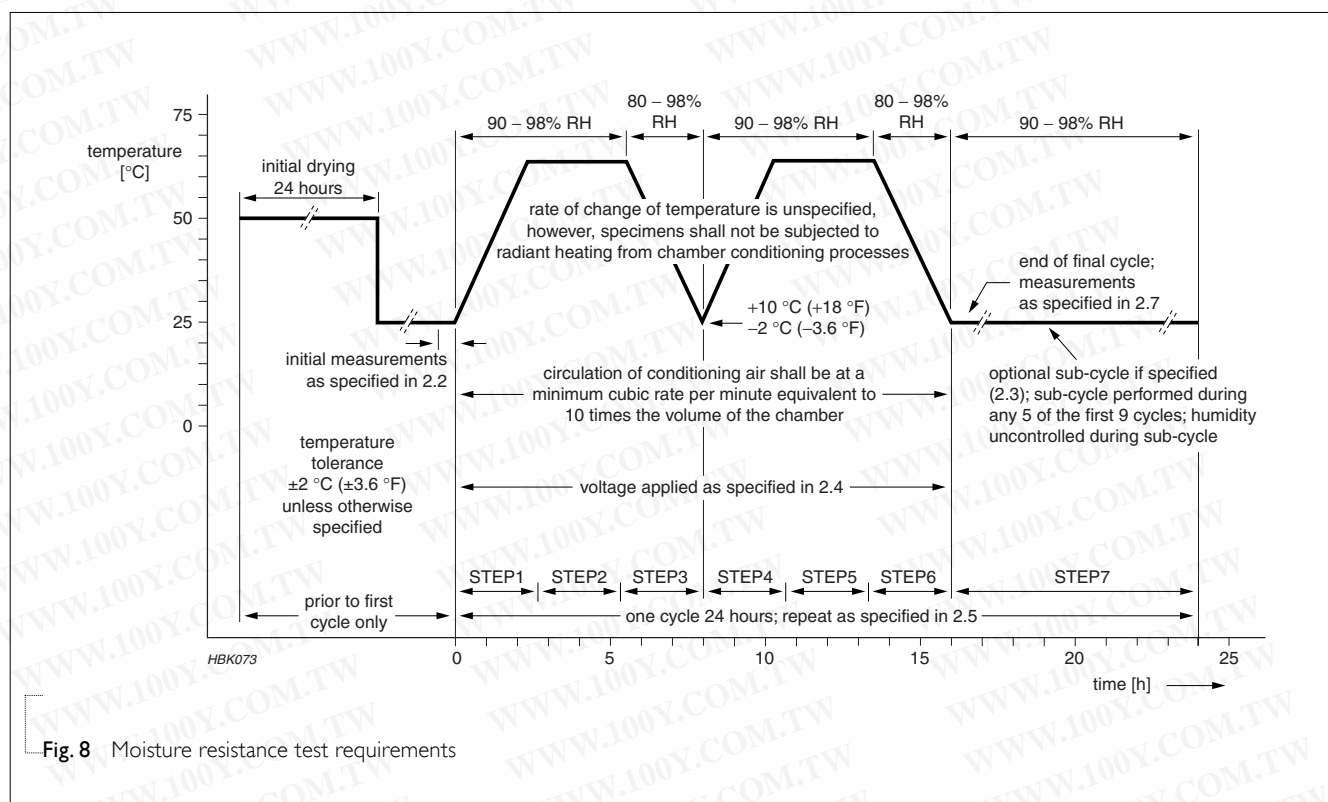 80 – 98%
80 – 98%
75
90 – 98% RH
RH
90 – 98% RH
RH
90 – 98% RH
temperature
[°C]
initial drying
24 hours
50
rate of change of temperature is unspecified,
however, specimens shall not be subjected to
radiant heating from chamber conditioning processes
end of final cycle;
measurements
as specified in 2.7
+10 °C (+18 °F)
–2 °C (–3.6 °F)
25
initial measurements
as specified in 2.2
circulation of conditioning air shall be at a
minimum cubic rate per minute equivalent to
10 times the volume of the chamber
optional sub-cycle if specified
(2.3); sub-cycle performed during
any 5 of the first 9 cycles; humidity
uncontrolled during sub-cycle
0
temperature
tolerance
±2 °C (±3.6 °F)
unless otherwise
specified
voltage applied as specified in 2.4
STEP1
STEP2
STEP3
STEP4
STEP5
STEP6
STEP7
prior to first
cycle only
one cycle 24 hours; repeat as specified in 2.5
HBK073
0
5
10
15
20
25
time [h]
Fig. 8 Moisture resistance test requirements
WWW.100Y.COM.TW